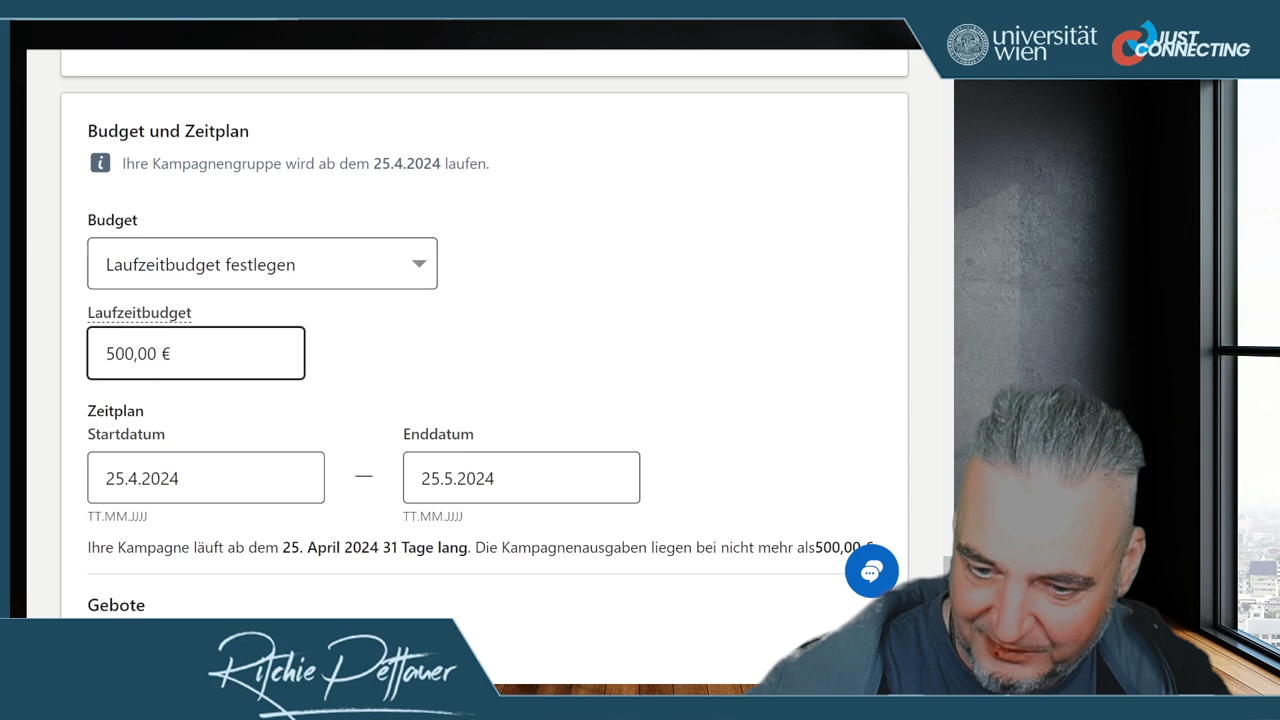 universität
wien
JUST
CONNECTING
Budget und Zeitplan
i Ihre Kampagnengruppe wird ab dem 25.4.2024 laufen.
Budget
Laufzeitbudget festlegen
Laufzeitbudget
500,00 €
Zeitplan
Startdatum Enddatum
25.4.2024 — 25.5.2024
TT.MM.JJJJ TT.MM.JJJJ
Ihre Kampagne läuft ab dem 25. April 2024 31 Tage lang. Die Kampagnenausgaben liegen bei nicht mehr als500,00 €
Gebote
Ritchie Pettauer